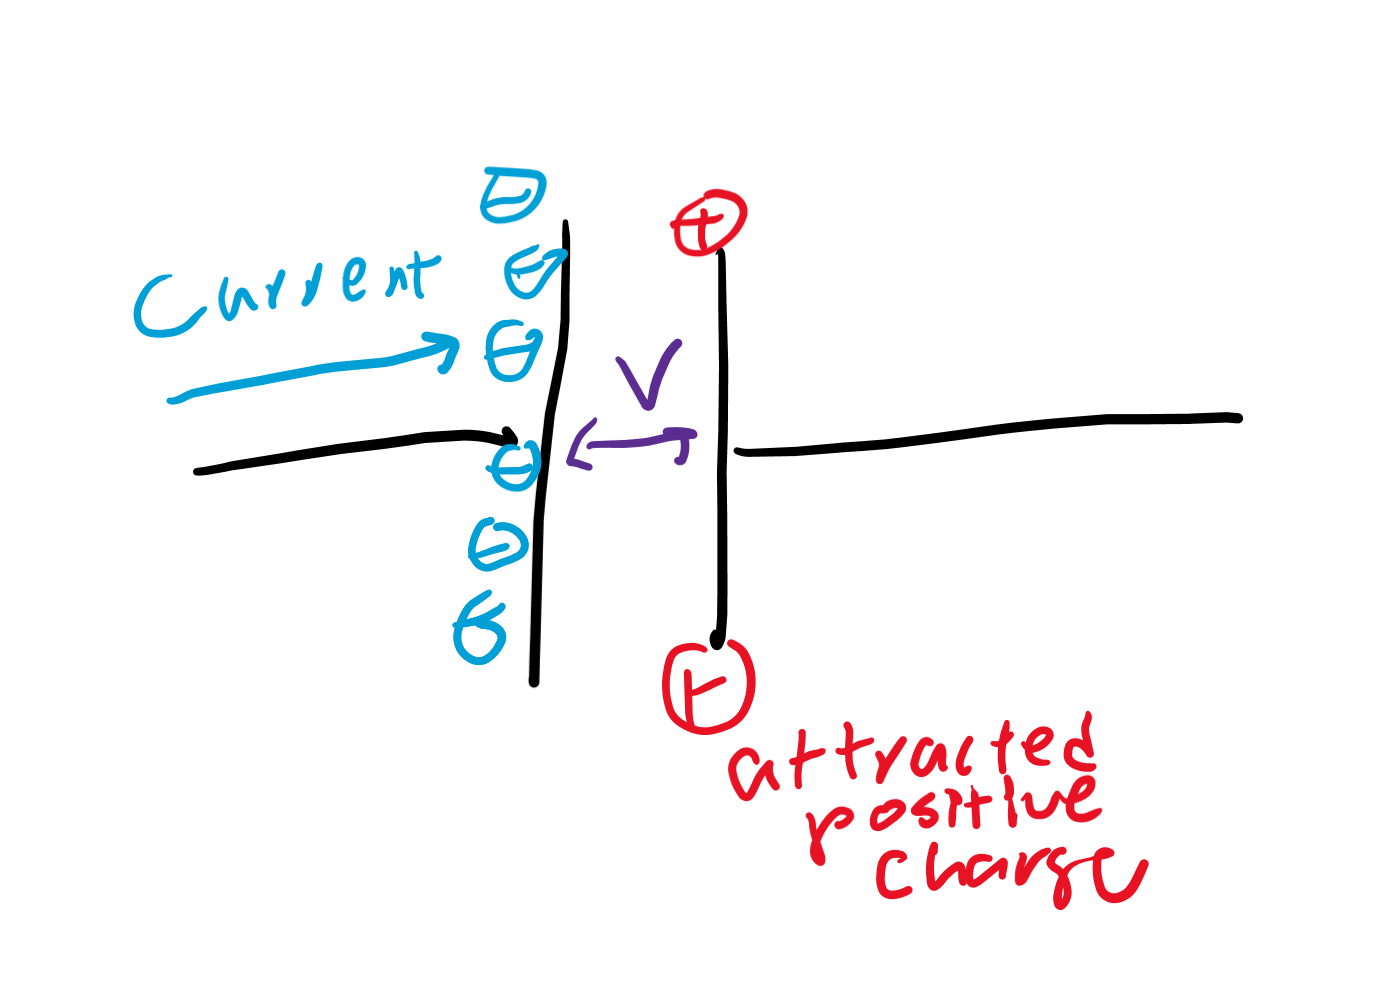 ⊖
⊕
⊖
Current
⊖
V
⊖
⊖
⊖
⊕
attracted
positive
charge